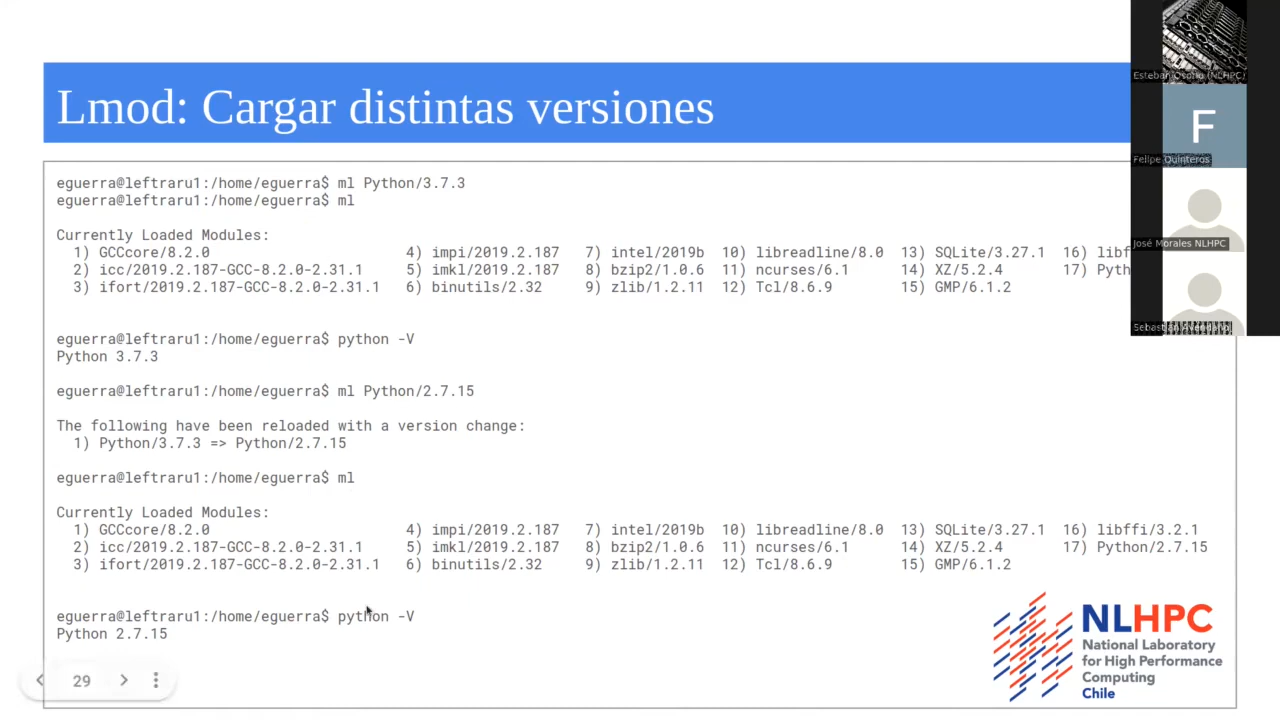 Lmod: Cargar distintas versiones
eguerra@leftraru1:/home/eguerra$ ml Python/3.7.3
eguerra@leftraru1:/home/eguerra$ ml
Currently Loaded Modules:
1) GCCcore/8.2.0 4) impi/2019.2.187 7) intel/2019b 10) libreadline/8.0 13) SQLite/3.27.1 16) libf
2) icc/2019.2.187-GCC-8.2.0-2.31.1 5) imkl/2019.2.187 8) bzip2/1.0.6 11) ncurses/6.1 14) XZ/5.2.4 17) Pyth
3) ifort/2019.2.187-GCC-8.2.0-2.31.1 6) binutils/2.32 9) zlib/1.2.11 12) Tcl/8.6.9 15) GMP/6.1.2
eguerra@leftraru1:/home/eguerra$ python -V
Python 3.7.3
eguerra@leftraru1:/home/eguerra$ ml Python/2.7.15
The following have been reloaded with a version change:
1) Python/3.7.3 => Python/2.7.15
eguerra@leftraru1:/home/eguerra$ ml
Currently Loaded Modules:
1) GCCcore/8.2.0 4) impi/2019.2.187 7) intel/2019b 10) libreadline/8.0 13) SQLite/3.27.1 16) libffi/3.2.1
2) icc/2019.2.187-GCC-8.2.0-2.31.1 5) imkl/2019.2.187 8) bzip2/1.0.6 11) ncurses/6.1 14) XZ/5.2.4 17) Python/2.7.15
3) ifort/2019.2.187-GCC-8.2.0-2.31.1 6) binutils/2.32 9) zlib/1.2.11 12) Tcl/8.6.9 15) GMP/6.1.2
eguerra@leftraru1:/home/eguerra$ python -V
Python 2.7.15
29
NLHPC
National Laboratory
for High Performance
Computing
Chile
Esteban Osorio (NLHPC)
F
Felipe Quinteros
José Morales NLHPC
Sebastián Avendaño